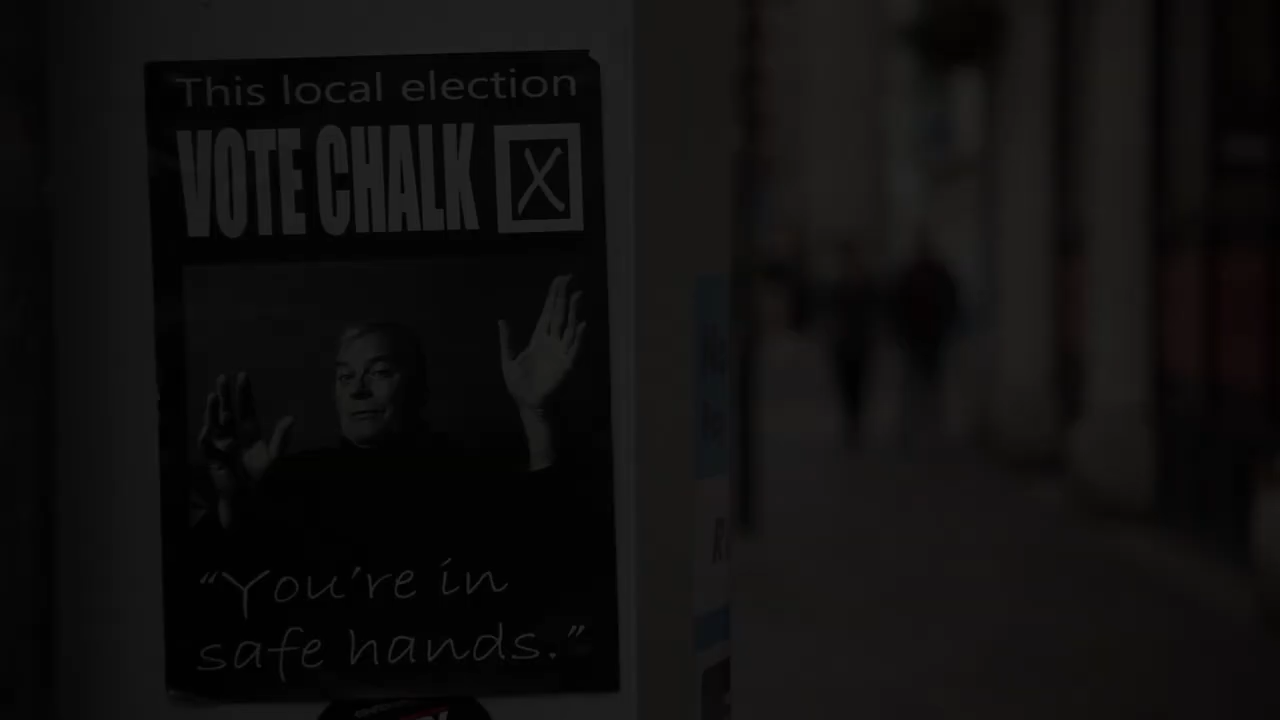 This local election
VOTE CHALK X
"You're in
safe hands."